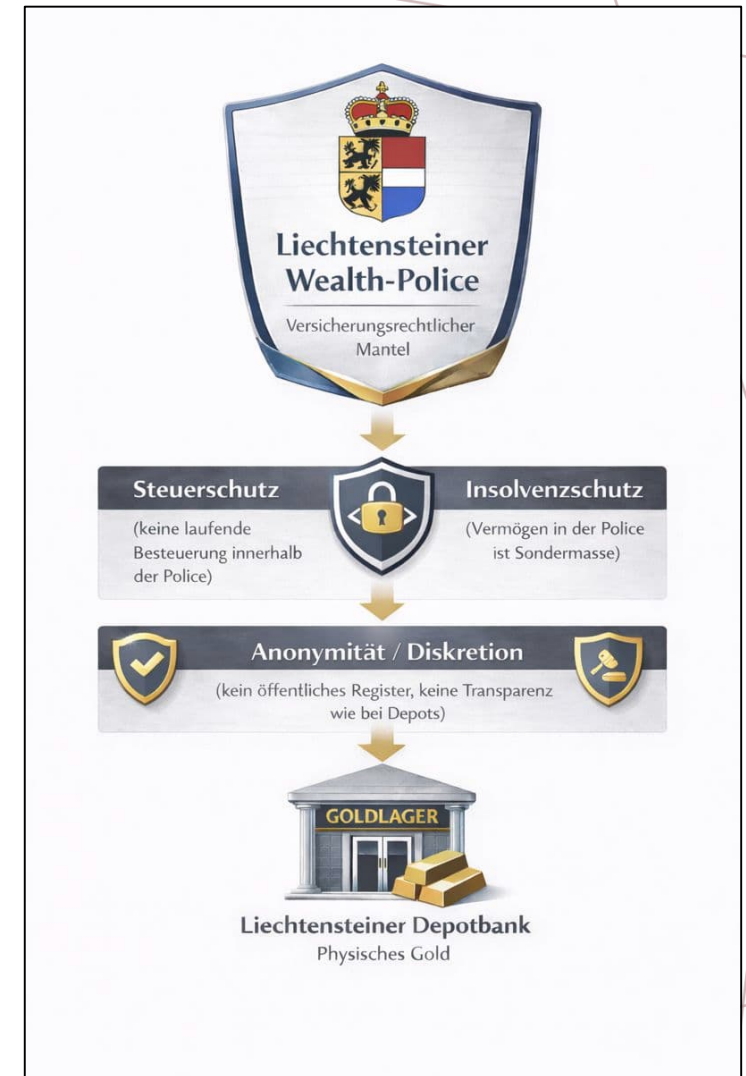 Liechtensteiner
Wealth-Police
Versicherungsrechtlicher
Mantel
Steuerschutz
(keine laufende
Besteuerung innerhalb
der Police)
Insolvenzschutz
(Vermögen in der Police
ist Sondermasse)
Anonymität / Diskretion
(kein öffentliches Register, keine Transparenz
wie bei Depots)
GOLDLAGER
Liechtensteiner Depotbank
Physisches Gold